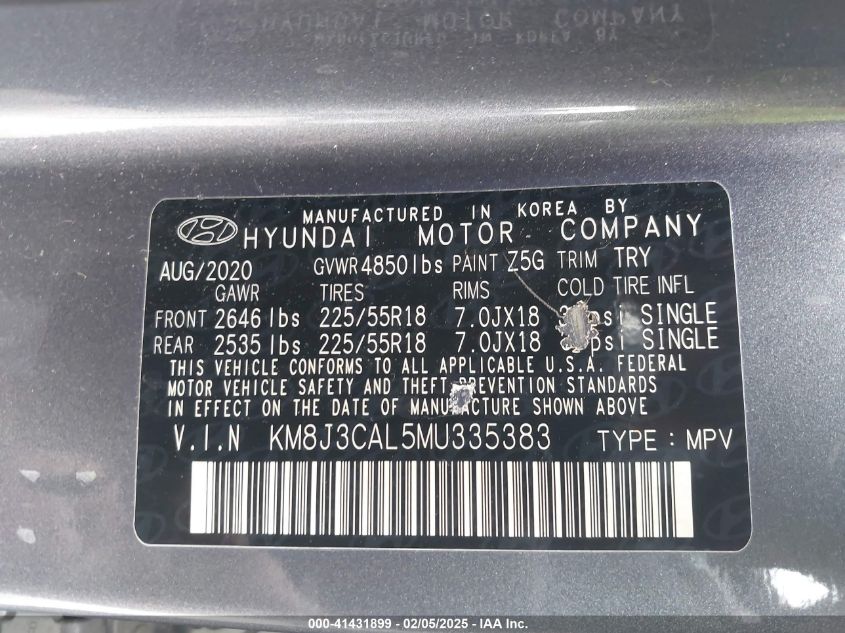 MANUFACTURED IN KOREA BY
HYUNDAI MOTOR COMPANY
AUG/2020 GVWR 4850 lbs PAINT Z5G TRIM TRY
GAWR TIRES RIMS COLD TIRE INFL
FRONT 2646 lbs 225/55R18 7.0JX18 SINGLE
REAR 2535 lbs 225/55R18 7.0JX18 SINGLE
THIS VEHICLE CONFORMS TO ALL APPLICABLE U.S.A. FEDERAL
MOTOR VEHICLE SAFETY AND THEFT PREVENTION STANDARDS
IN EFFECT ON THE DATE OF MANUFACTURE SHOWN ABOVE
V.I.N KM8J3CAL5MU335383 TYPE : MPV
000-41431899 - 02/05/2025 - IAA Inc.